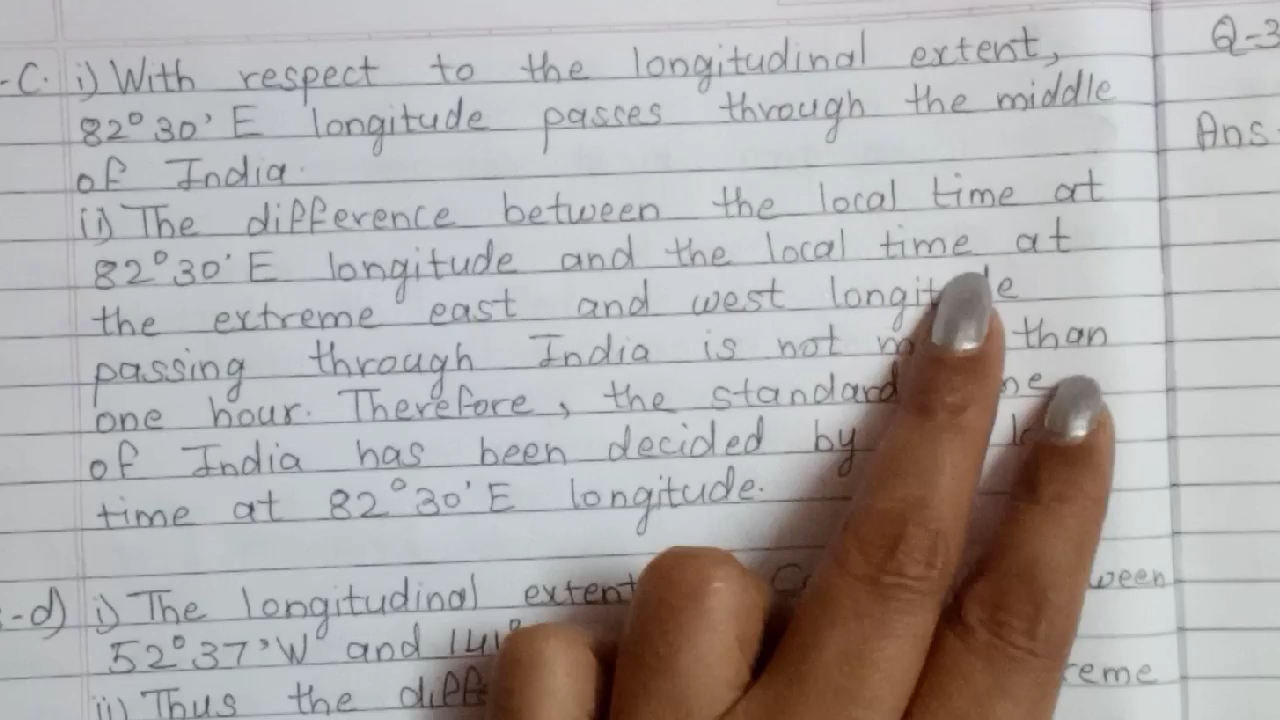 -C. i) With respect to the longitudinal extent,
82°30'E longitude passes through the middle
of India.
ii) The difference between the local time at
82°30'E longitude and the local time at
the extreme east and west longitude
passing through India is not than
one hour. Therefore, the standard
of India has been decided by
time at 82°30'E longitude.
-d) i) The longitudinal extent
52°37'W and 141°
ii) Thus the
Q-3
Ans.